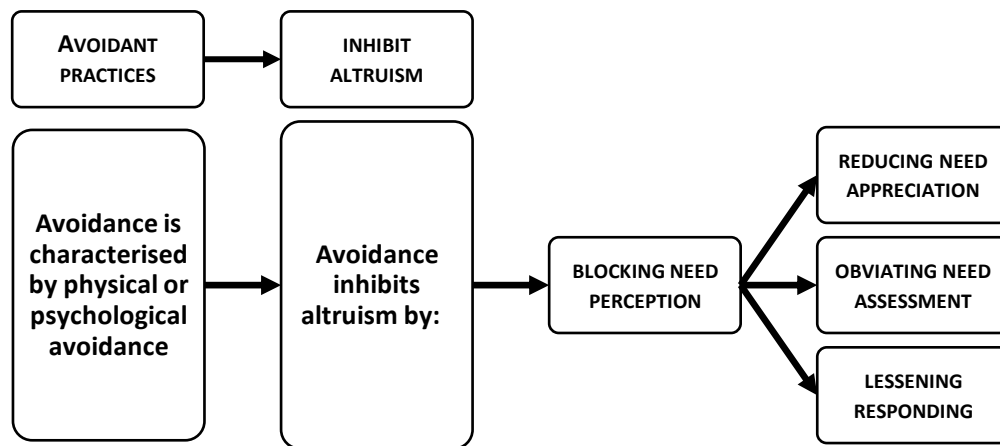 AVOIDANT
PRACTICES
INHIBIT
ALTRUISM
Avoidance is
characterised
by physical or
psychological
avoidance
Avoidance
inhibits
altruism by:
BLOCKING NEED
PERCEPTION
REDUCING NEED
APPRECIATION
OBVIATING NEED
ASSESSMENT
LESSENING
RESPONDING